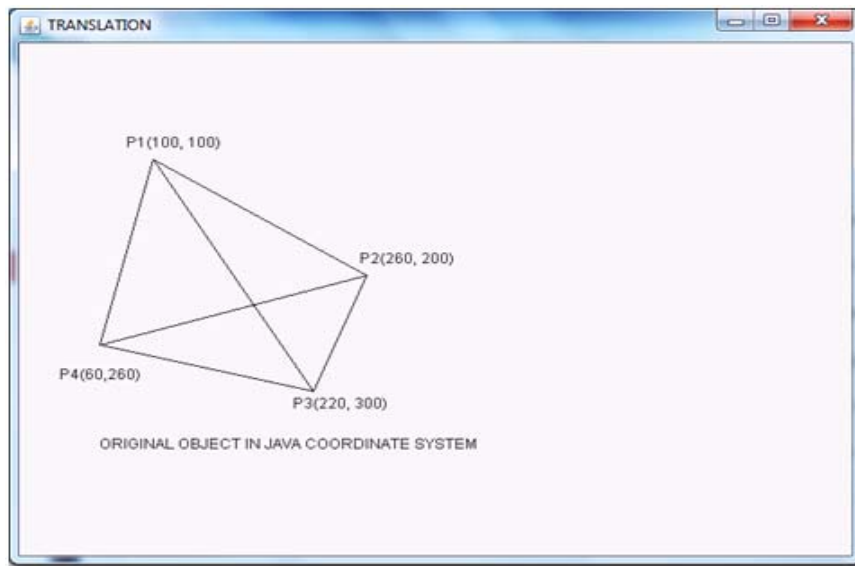 TRANSLATION
P1(100, 100)
P2(260, 200)
P4(60,260)
P3(220, 300)
ORIGINAL OBJECT IN JAVA COORDINATE SYSTEM